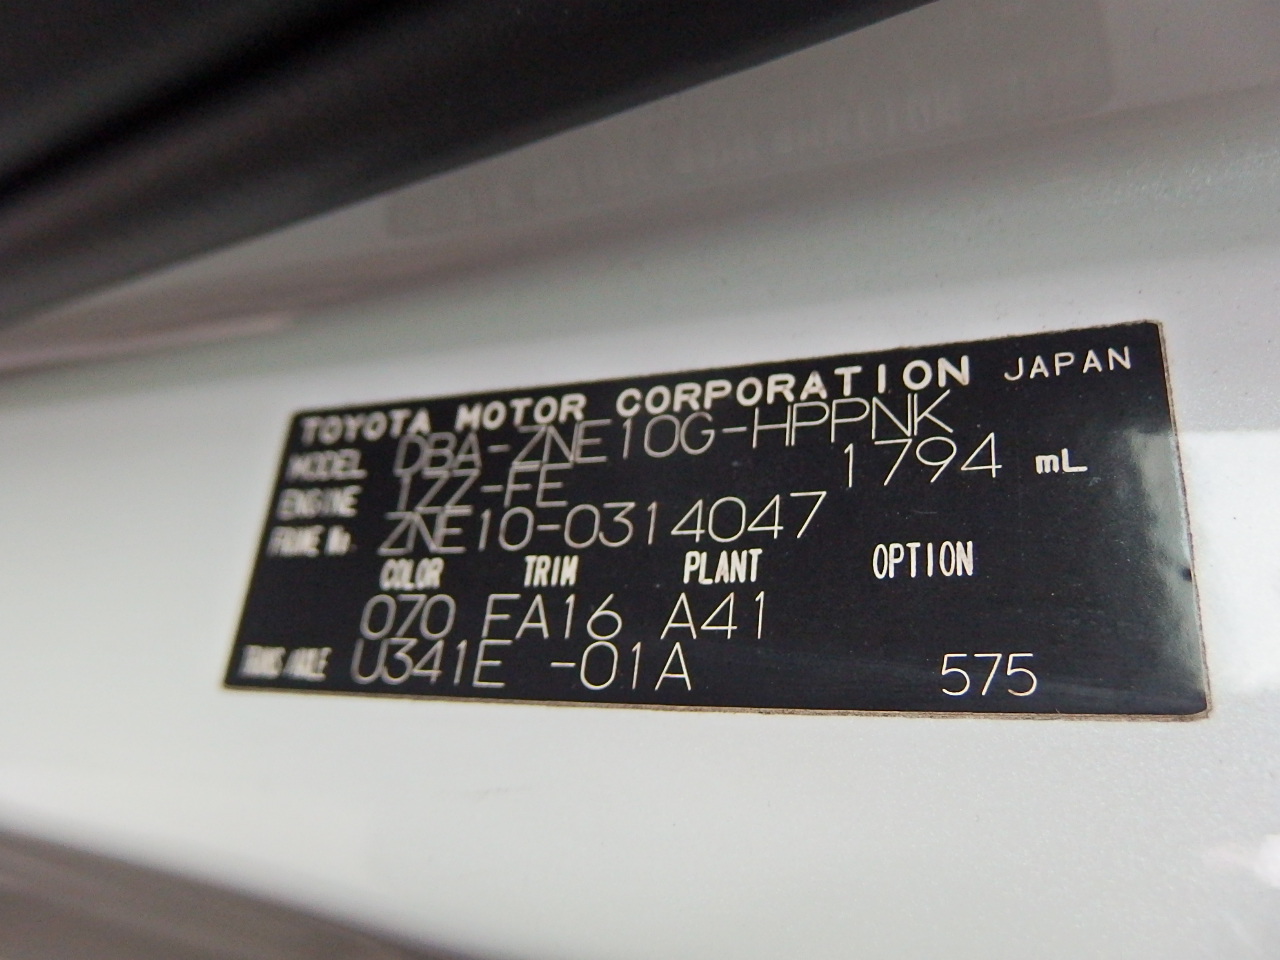 TOYOTA MOTOR CORPORATION JAPAN
MODEL DBA-ZNE10G-HPPNK
ENGINE 1ZZ-FE 1794 mL
FRAME No. ZNE10-0314047
COLOR TRIM PLANT OPTION
070 FA16 A41
TRANS/AXLE U341E -01A 575